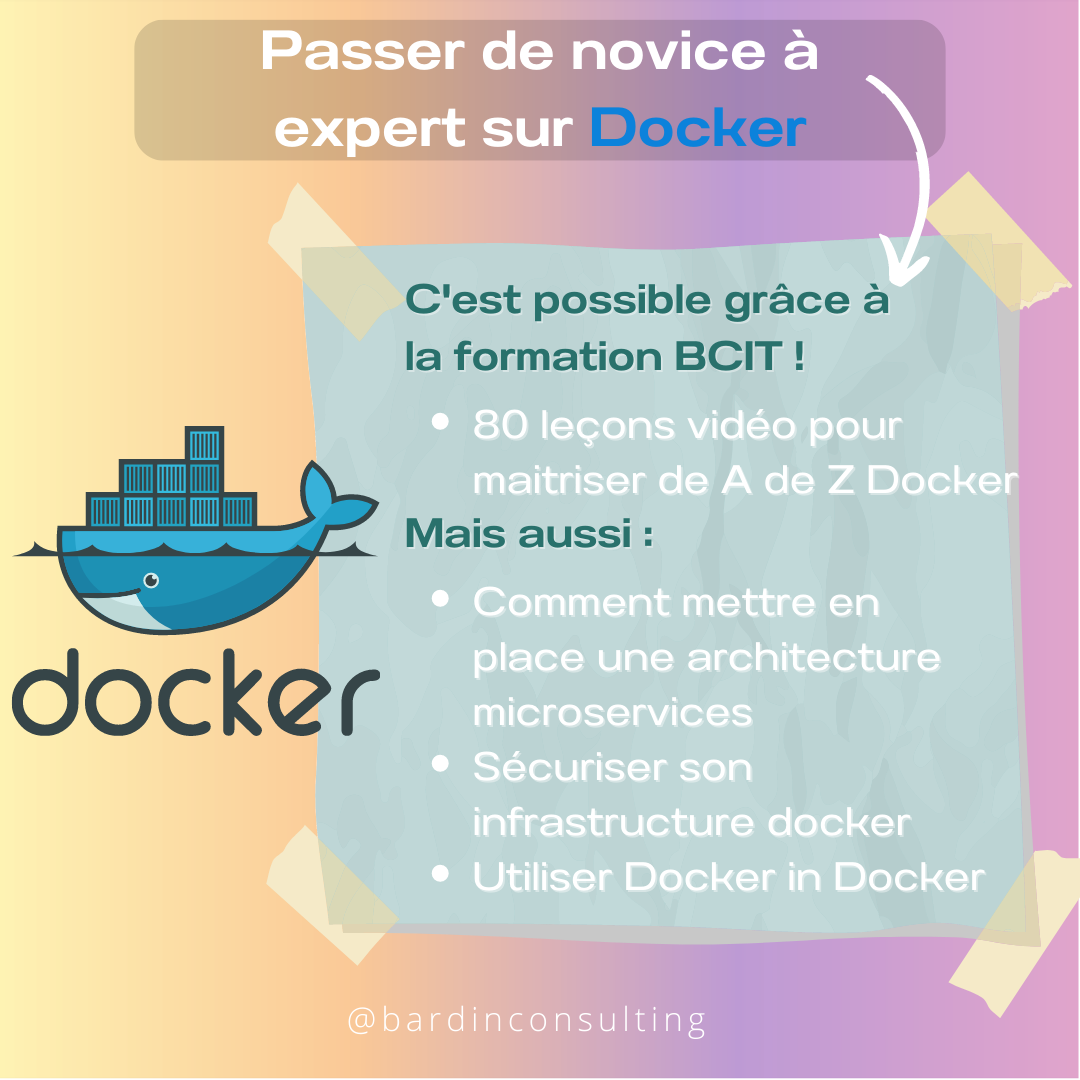 Passer de novice à
expert sur Docker
C'est possible grâce à
la formation BCIT !
80 leçons vidéo pour
maitriser de A de Z Docker
Mais aussi :
Comment mettre en
place une architecture
microservices
Sécuriser son
infrastructure docker
Utiliser Docker in Docker
docker
@bardinconsulting